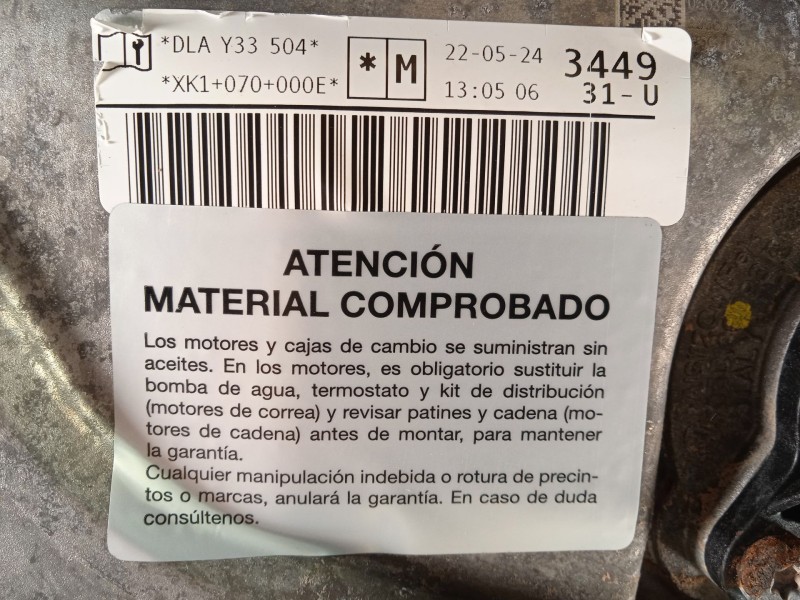 *DLA Y33 504*
*XK1+070+000E*
* M
22-05-24
13:05 06
3449
31-U
ATENCIÓN
MATERIAL COMPROBADO
Los motores y cajas de cambio se suministran sin
aceites. En los motores, es obligatorio sustituir la
bomba de agua, termostato y kit de distribución
(motores de correa) y revisar patines y cadena (mo-
tores de cadena) antes de montar, para mantener
la garantía.
Cualquier manipulación indebida o rotura de precin-
tos o marcas, anulará la garantía. En caso de duda
consúltenos.